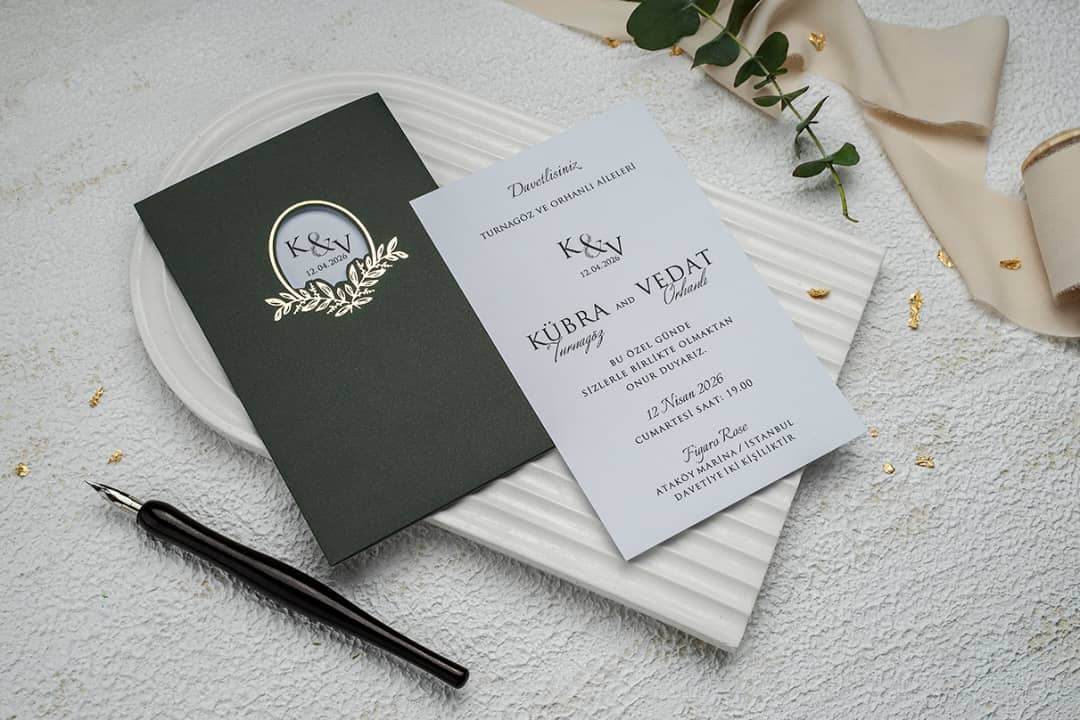 K&V
12.04.2026
Davetlisiniz
TURNAGÖZ VE ORHANLI AİLELERİ
K&V
12.04.2026
KÜBRA AND VEDAT
Turnagöz Orhanlı
BU ÖZEL GÜNDE
SİZLERLE BİRLİKTE OLMAKTAN
ONUR DUYARIZ.
12 Nisan 2026
CUMARTESİ SAAT: 19.00
Figaro Rose
ATAKÖY MARİNA / İSTANBUL
DAVETİYE İKİ KİŞİLİKTİR